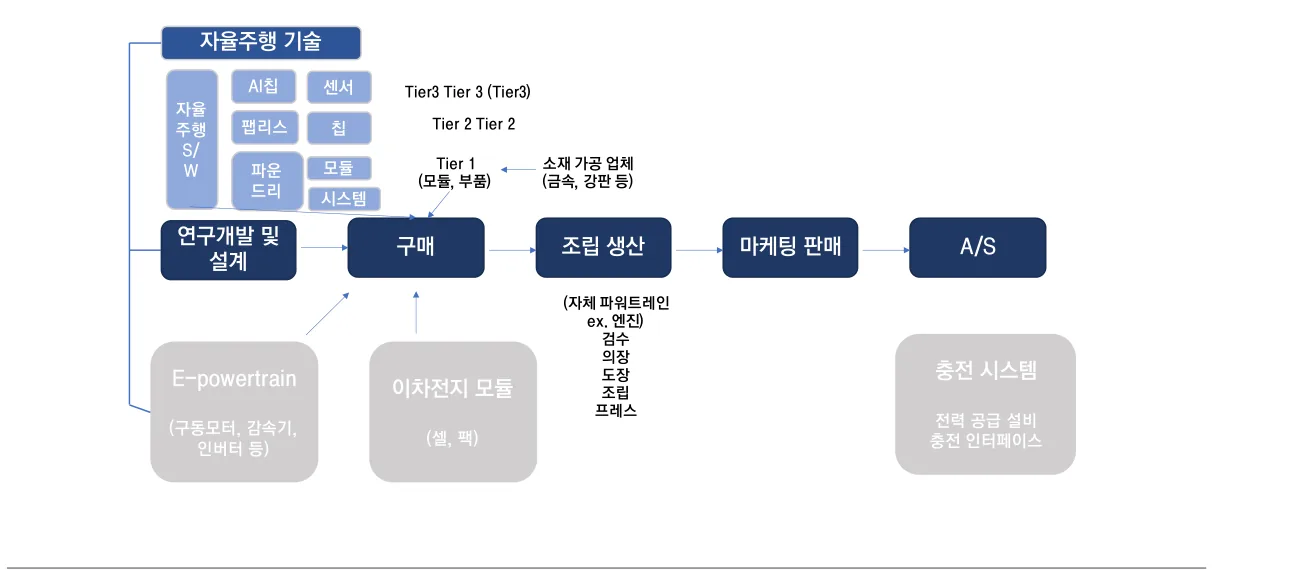 자율주행 기술
자율
주행
S/
W
AI칩
센서
팹리스
칩
파운
드리
모듈
시스템
Tier3 Tier 3 (Tier3)
Tier 2 Tier 2
Tier 1
(모듈, 부품)
소재 가공 업체
(금속, 강판 등)
연구개발 및
설계
구매
조립 생산
마케팅 판매
A/S
(자체 파워트레인
ex. 엔진)
검수
의장
도장
조립
프레스
E-powertrain
(구동모터, 감속기,
인버터 등)
이차전지 모듈
(셀, 팩)
충전 시스템
전력 공급 설비
충전 인터페이스